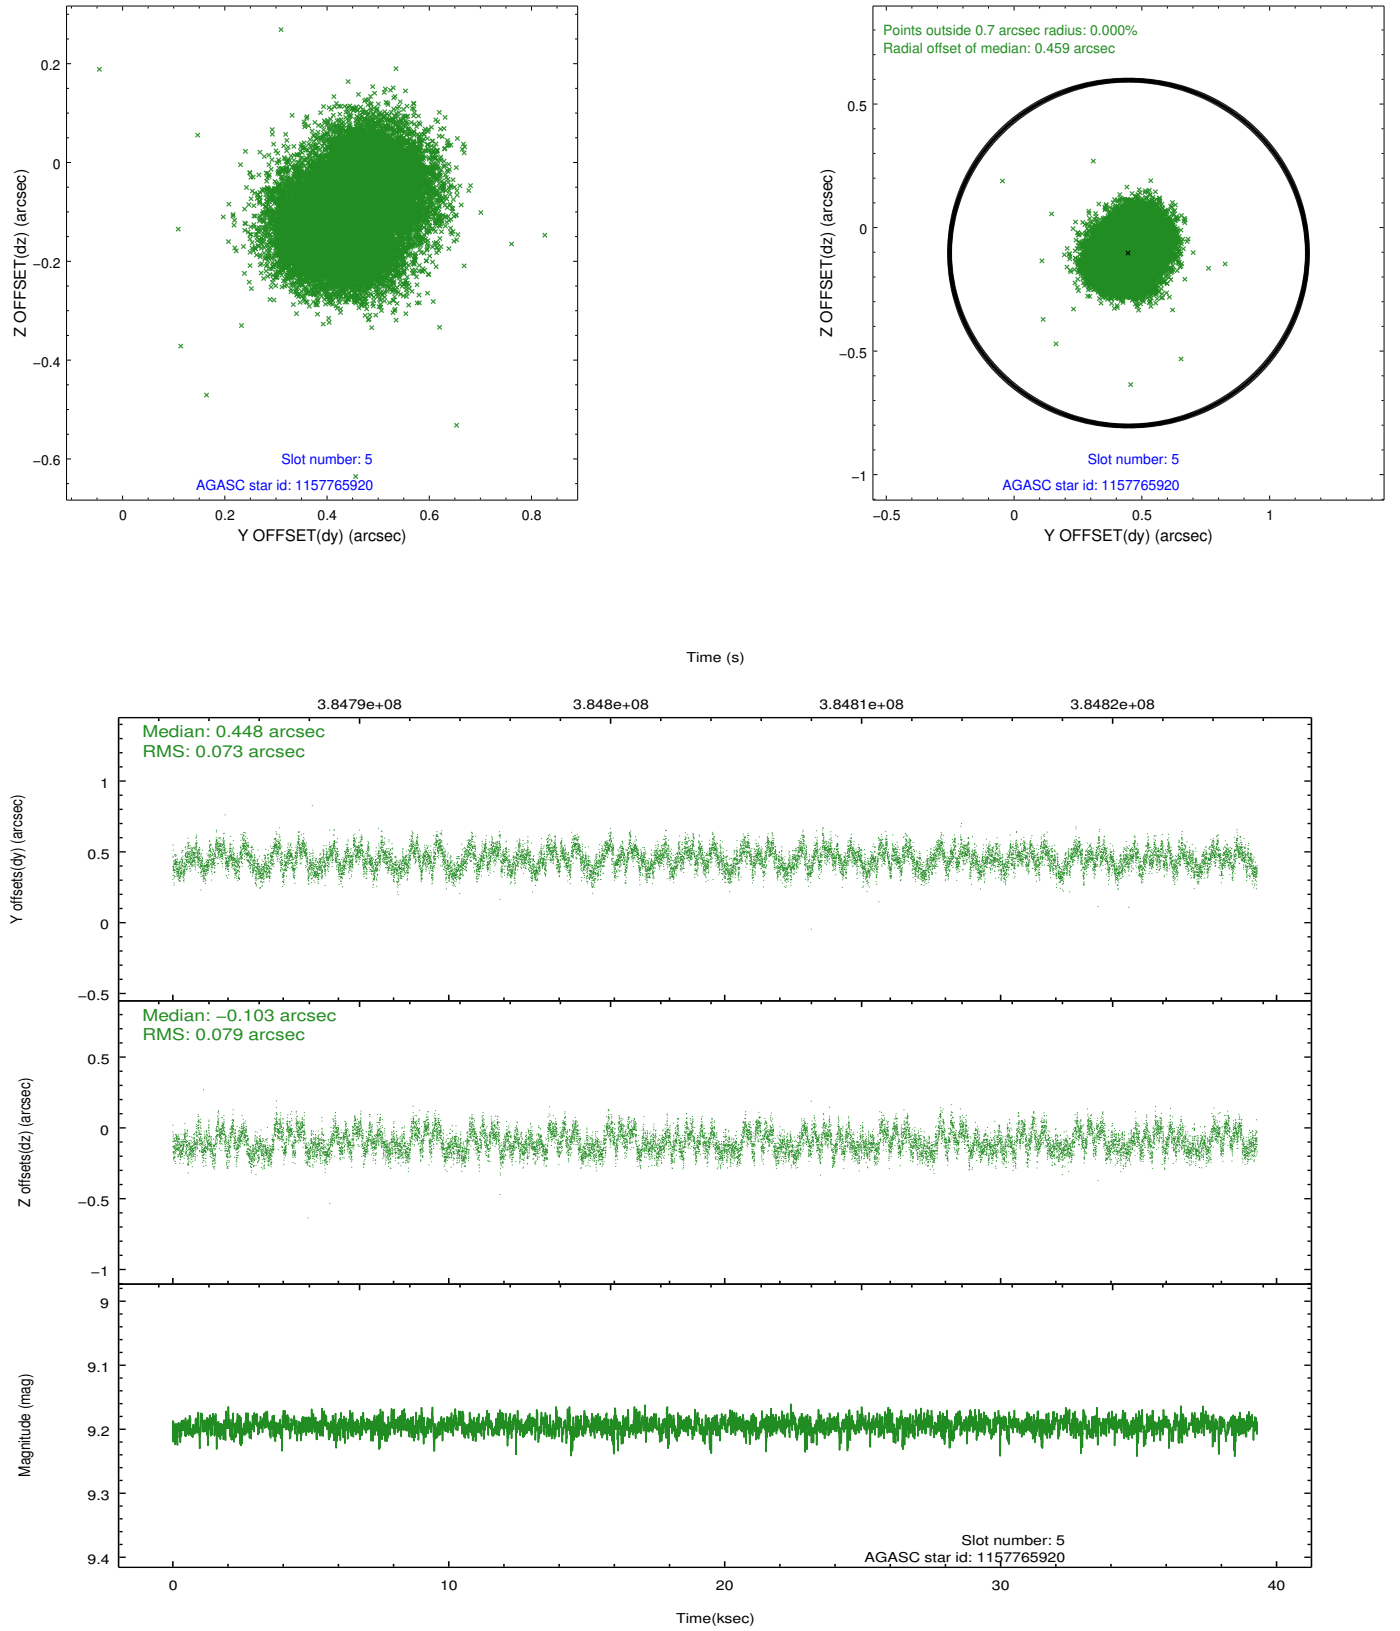 0.2
0
−0.2
−0.4
−0.6
Z OFFSET(dz) (arcsec)
Slot number: 5
AGASC star id: 1157765920
0
0.2
0.4
0.6
0.8
Y OFFSET(dy) (arcsec)
Points outside 0.7 arcsec radius: 0.000%
Radial offset of median: 0.459 arcsec
0.5
0
−0.5
−1
Z OFFSET(dz) (arcsec)
Slot number: 5
AGASC star id: 1157765920
−0.5
0
0.5
1
Y OFFSET(dy) (arcsec)
Time (s)
3.8479e+08
3.848e+08
3.8481e+08
3.8482e+08
Median: 0.448 arcsec
RMS: 0.073 arcsec
1
0.5
0
−0.5
Y offsets(dy) (arcsec)
Median: −0.103 arcsec
RMS: 0.079 arcsec
0.5
0
−0.5
−1
Z offsets(dz) (arcsec)
9
9.1
9.2
9.3
9.4
Magnitude (mag)
Slot number: 5
AGASC star id: 1157765920
0
10
20
30
40
Time(ksec)